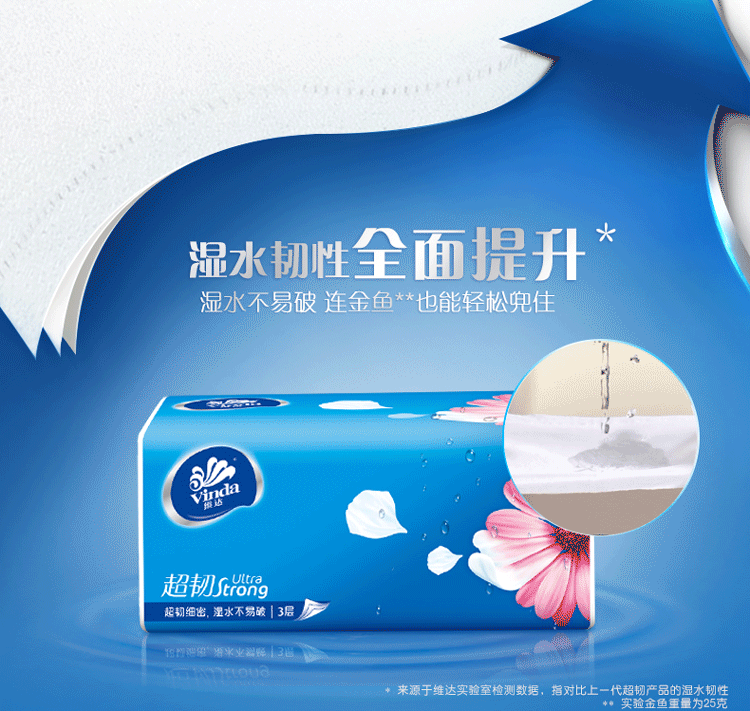 湿水韧性全面提升*
湿水不易破 连金鱼**也能轻松兜住
Vinda
维达
超韧Ultra Strong
超韧细密, 湿水不易破 | 3层
* 来源于维达实验室检测数据，指对比上一代超韧产品的湿水韧性
** 实验金鱼重量为25克